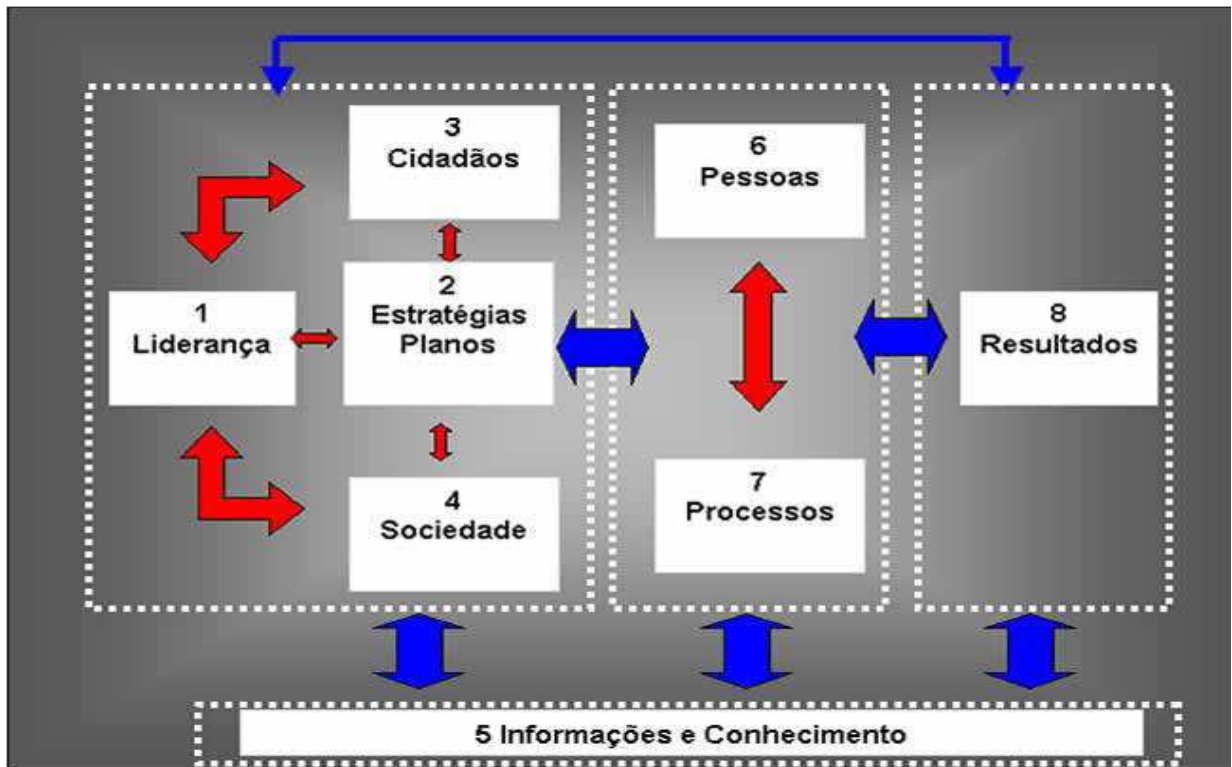 3
Cidadãos
6
Pessoas
1
Liderança
2
Estratégias
Planos
8
Resultados
4
Sociedade
7
Processos
5 Informações e Conhecimento